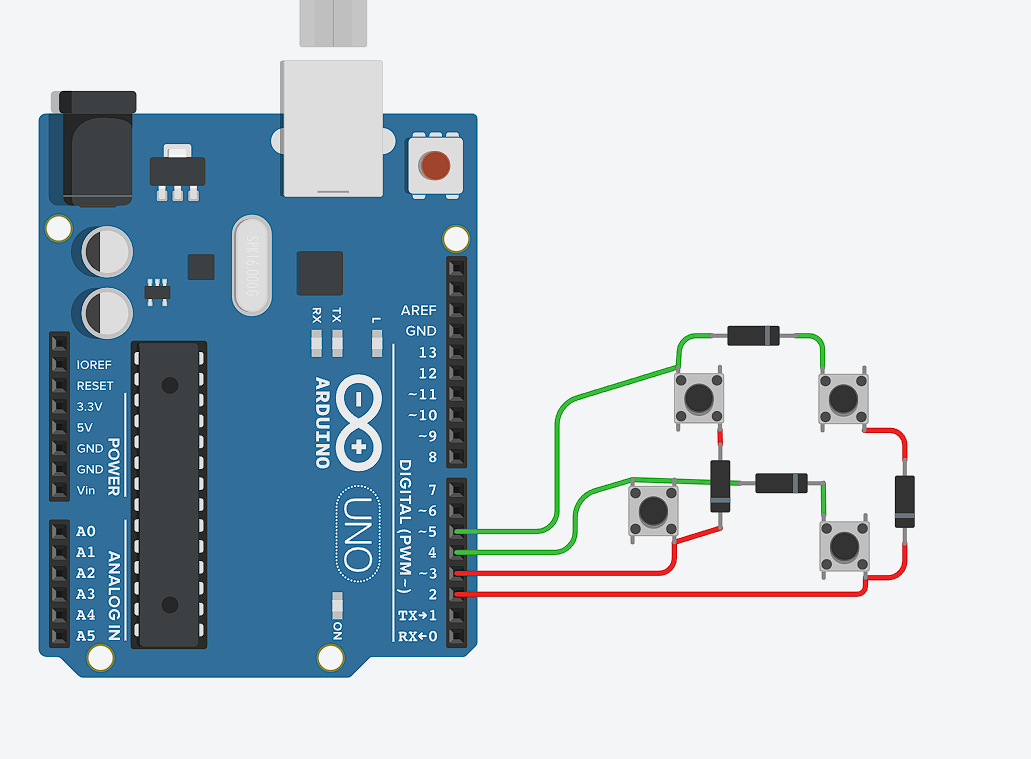 SPK16.000G
RX
TX
L
AREF
GND
13
12
~11
~10
~9
8
7
~6
~5
4
~3
2
TX→1
RX←0
DIGITAL (PWM~)
ARDUINO
UNO
ON
IOREF
RESET
3.3V
5V
GND
GND
Vin
POWER
A0
A1
A2
A3
A4
A5
ANALOG IN